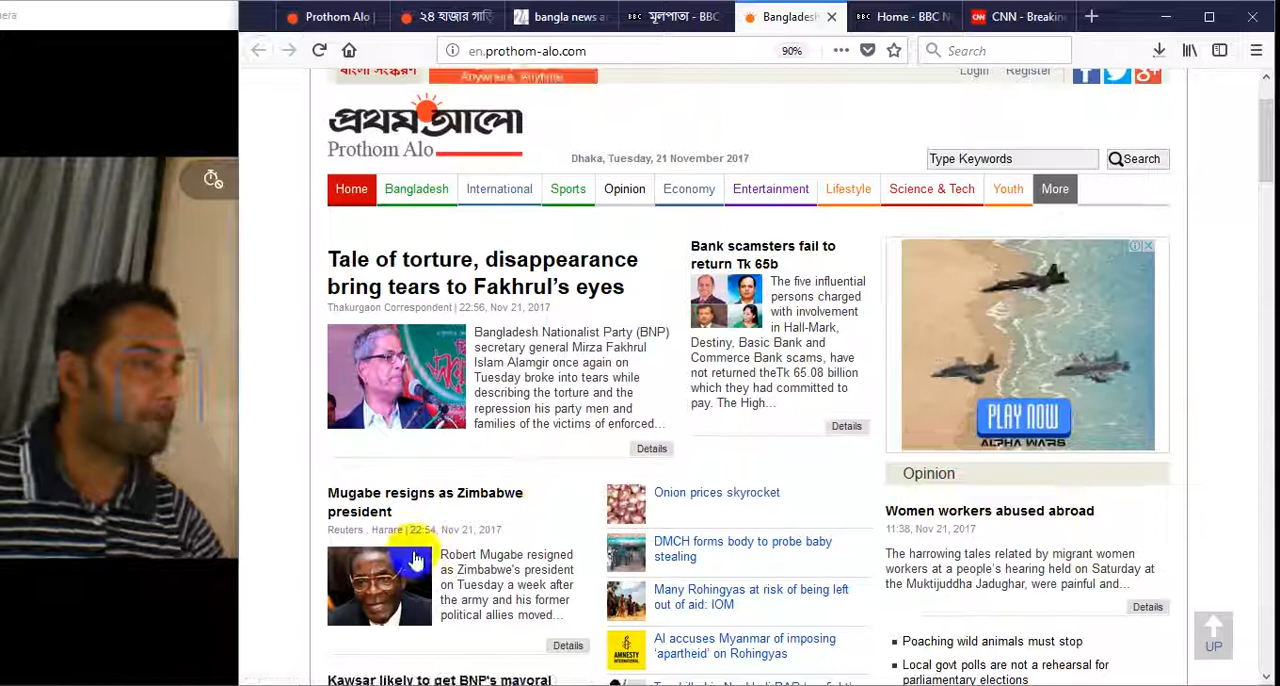 era
Prothom Alo |
২৪ হাজার গাড়ি
bangla news a
BBC মূলপাতা - BBC
Bangladesh
BBC Home - BBC N
CNN CNN - Breakin
en.prothom-alo.com
90%
Search
বাংলা সংস্করণ
Anywhere, Anytime
Login Register
প্রথম আলো
Prothom Alo
Dhaka, Tuesday, 21 November 2017
Type Keywords
Search
Home Bangladesh International Sports Opinion Economy Entertainment Lifestyle Science & Tech Youth More
Tale of torture, disappearance
bring tears to Fakhrul’s eyes
Thakurgaon Correspondent | 22:56, Nov 21, 2017
Bangladesh Nationalist Party (BNP)
secretary general Mirza Fakhrul
Islam Alamgir once again on
Tuesday broke into tears while
describing the torture and the
repression his party men and
families of the victims of enforced...
Details
Bank scamsters fail to
return Tk 65b
The five influential
persons charged
with involvement
in Hall-Mark,
Destiny, Basic Bank and
Commerce Bank scams, have
not returned theTk 65.08 billion
which they had committed to
pay. The High...
Details
PLAY NOW
ALPHA WARS
Mugabe resigns as Zimbabwe
president
Reuters . Harare | 22:54, Nov 21, 2017
Robert Mugabe resigned
as Zimbabwe's president
on Tuesday a week after
the army and his former
political allies moved...
Details
Kawsar likely to get BNP's mayoral
Onion prices skyrocket
DMCH forms body to probe baby
stealing
Many Rohingyas at risk of being left
out of aid: IOM
AMNESTY
AI accuses Myanmar of imposing
‘apartheid’ on Rohingyas
Opinion
Women workers abused abroad
11:38, Nov 21, 2017
The harrowing tales related by migrant women
workers at a people’s hearing held on Saturday at
the Muktijuddha Jadughar, were painful and...
Details
Poaching wild animals must stop
Local govt polls are not a rehearsal for
parliamentary elections
UP